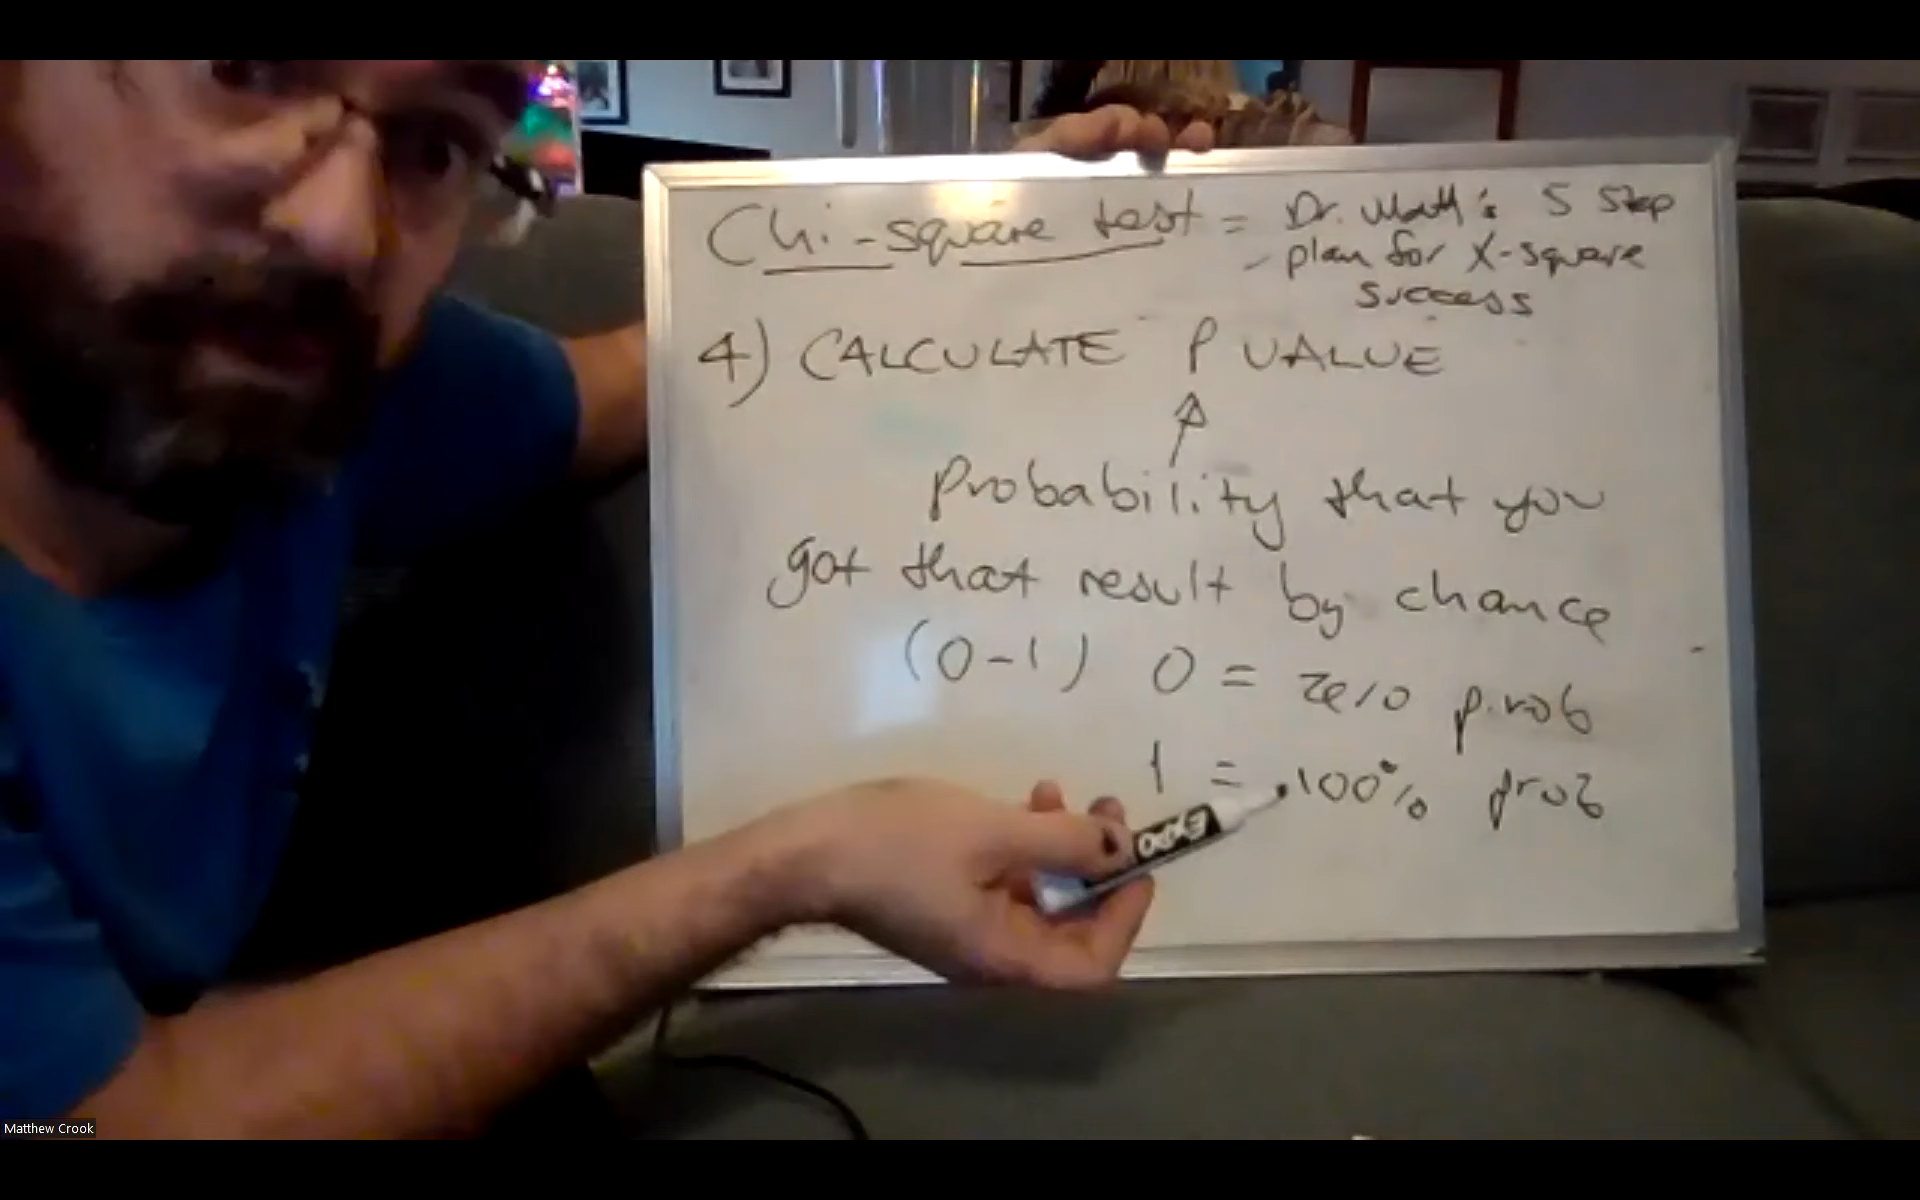 Chi-square test = Dr. Matt's 5 Step
- plan for X-square
success
4) CALCULATE P VALUE
Probability that you
got that result by chance
(0-1) 0 = zero prob
1 = 100% prob
EXPO
Matthew Crook